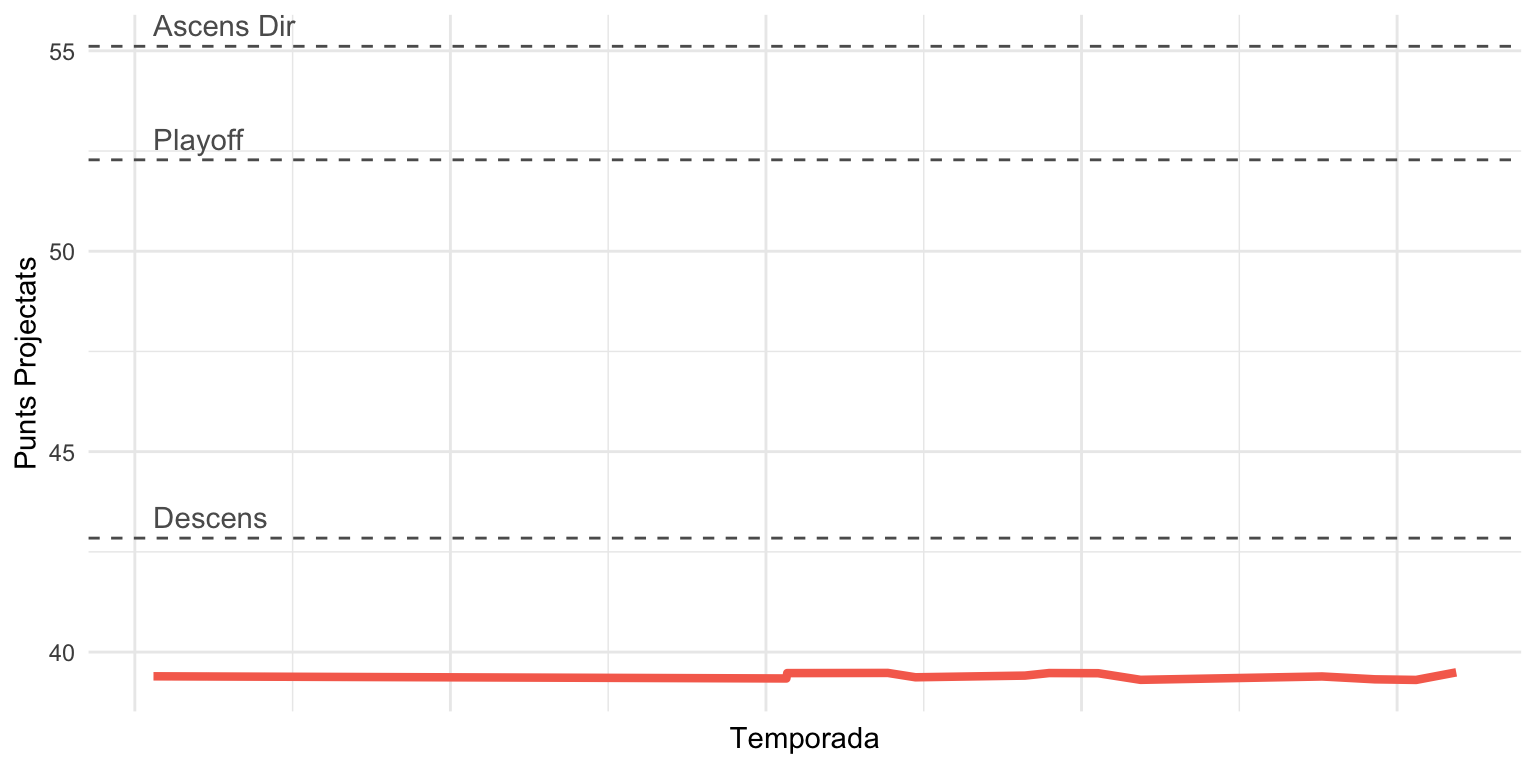 Ascens Dir
55
Playoff
50
Punts Projectats
45
Descens
40
Temporada